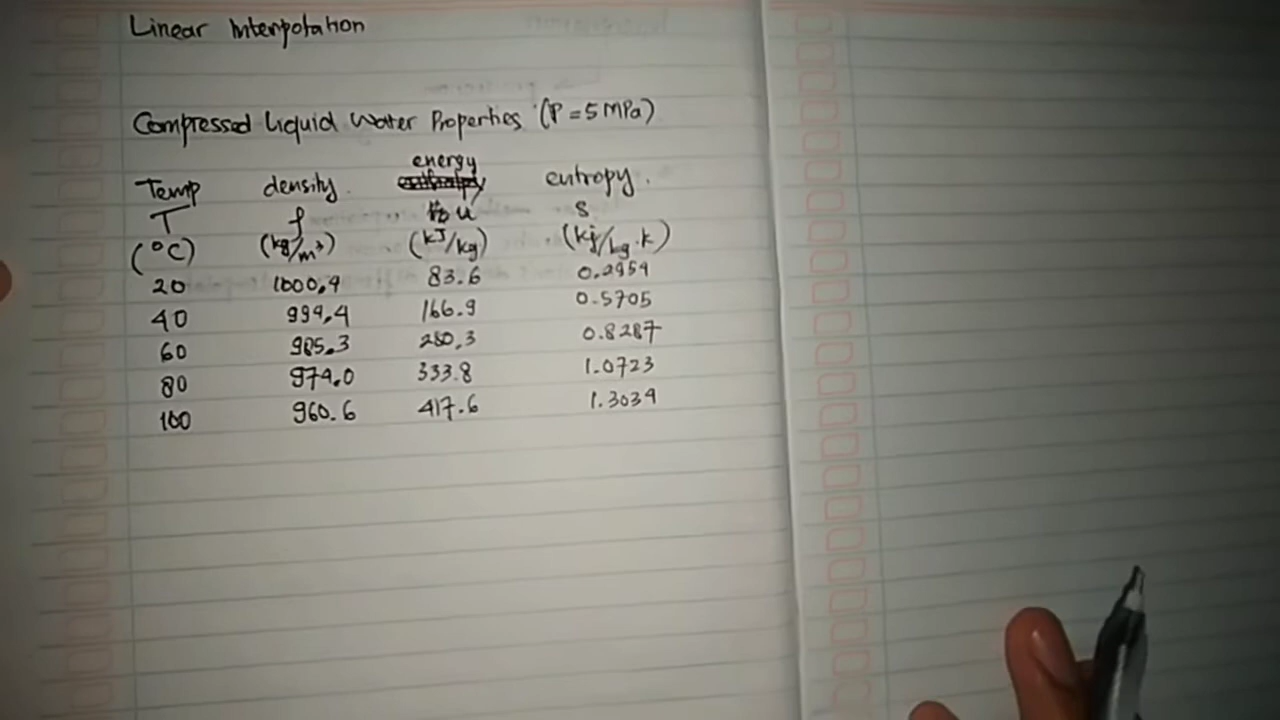 Linear Interpolation
Compressed Liquid Water Properties (P = 5 MPa)
energy
Temp density. entropy.
T ρ u s
(°C) (kg/m³) (kJ/kg) (kj/kg.k)
20 1000.4 83.6 0.2954
40 994.4 166.9 0.5705
60 985.3 250.3 0.8287
80 974.0 333.8 1.0723
100 960.6 417.6 1.3034